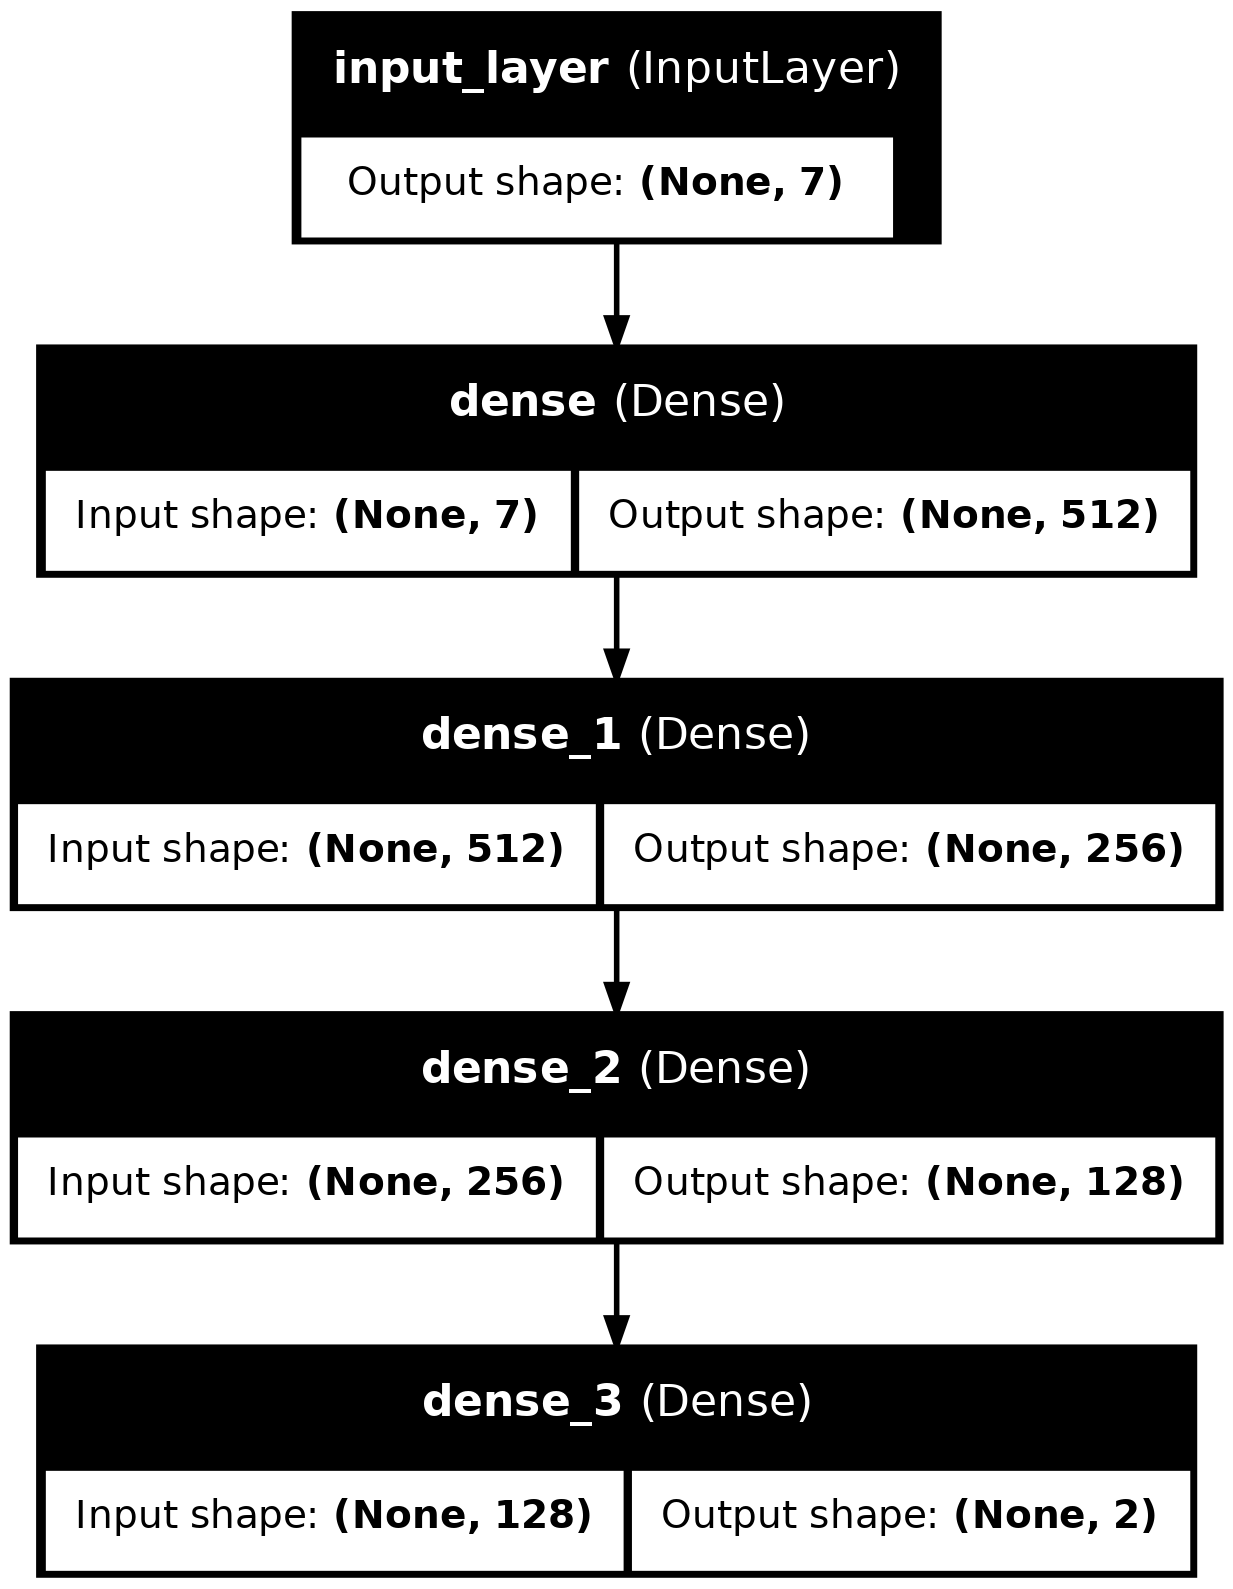 input_layer (InputLayer)
Output shape: (None, 7)
dense (Dense)
Input shape: (None, 7) Output shape: (None, 512)
dense_1 (Dense)
Input shape: (None, 512) Output shape: (None, 256)
dense_2 (Dense)
Input shape: (None, 256) Output shape: (None, 128)
dense_3 (Dense)
Input shape: (None, 128) Output shape: (None, 2)